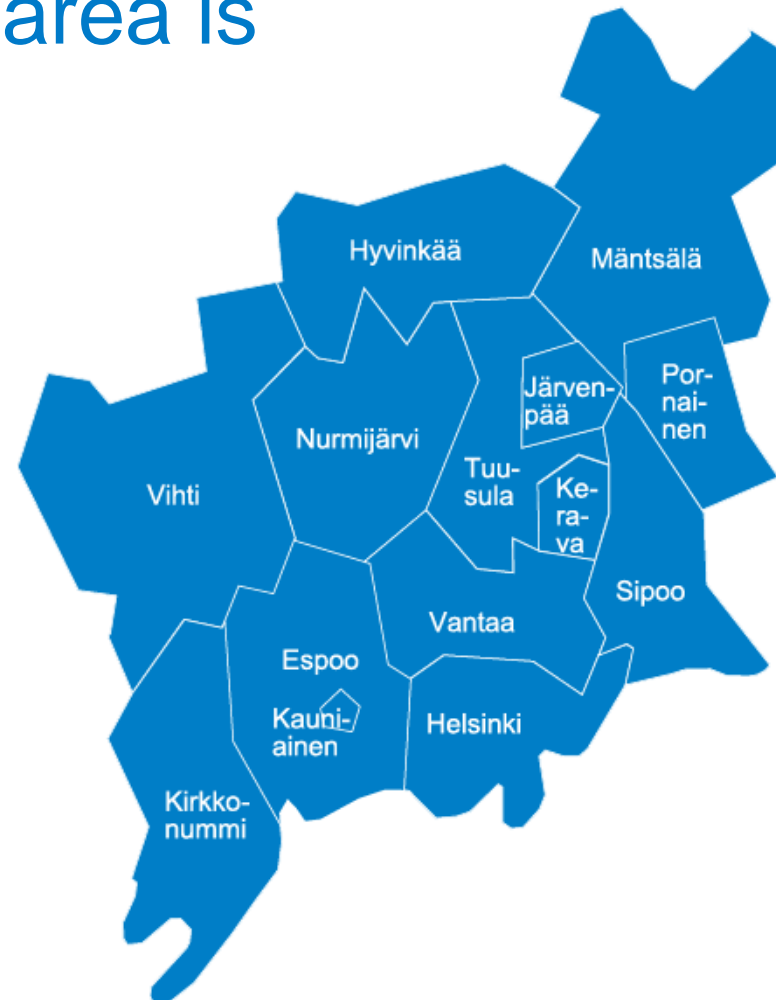 area is
Hyvinkää
Mäntsälä
Por-
nai-
nen
Järven-
pää
Nurmijärvi
Tuu-
sula
Ke-
ra-
va
Vihti
Sipoo
Vantaa
Espoo
Kauni-
ainen
Helsinki
Kirkko-
nummi